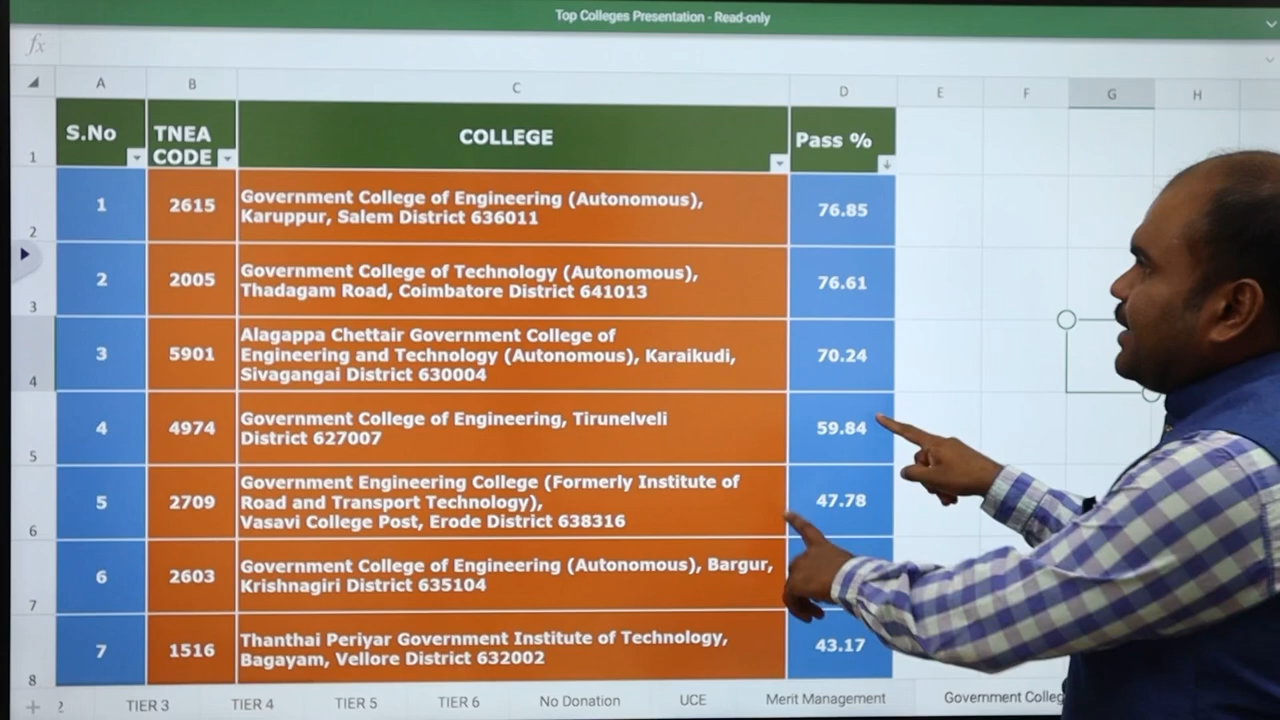 Top Colleges Presentation - Read-only
fx
A B C D E F G H
S.No TNEA CODE COLLEGE Pass %
1
1 2615 Government College of Engineering (Autonomous),
Karuppur, Salem District 636011 76.85
2
2 2005 Government College of Technology (Autonomous),
Thadagam Road, Coimbatore District 641013 76.61
3
3 5901 Alagappa Chettair Government College of
Engineering and Technology (Autonomous), Karaikudi,
Sivagangai District 630004 70.24
4
4 4974 Government College of Engineering, Tirunelveli
District 627007 59.84
5
5 2709 Government Engineering College (Formerly Institute of
Road and Transport Technology),
Vasavi College Post, Erode District 638316 47.78
6
6 2603 Government College of Engineering (Autonomous), Bargur,
Krishnagiri District 635104
7
7 1516 Thanthai Periyar Government Institute of Technology,
Bagayam, Vellore District 632002 43.17
8
2 TIER 3 TIER 4 TIER 5 TIER 6 No Donation UCE Merit Management Government Colleg